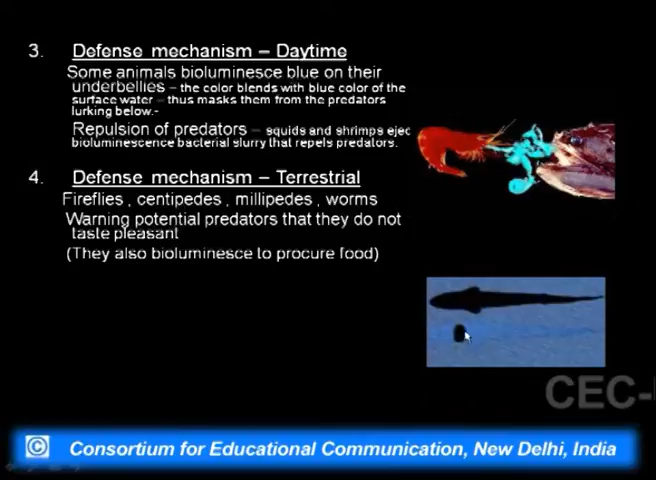 3. Defense mechanism – Daytime
Some animals bioluminesce blue on their
underbellies – the color blends with blue color of the
surface water – thus masks them from the predators
lurking below.-
Repulsion of predators – squids and shrimps ejec
bioluminescence bacterial slurry that repels predators.
4. Defense mechanism – Terrestrial
Fireflies , centipedes , millipedes , worms
Warning potential predators that they do not
taste pleasant
(They also bioluminesce to procure food)
CEC-
© Consortium for Educational Communication, New Delhi, India